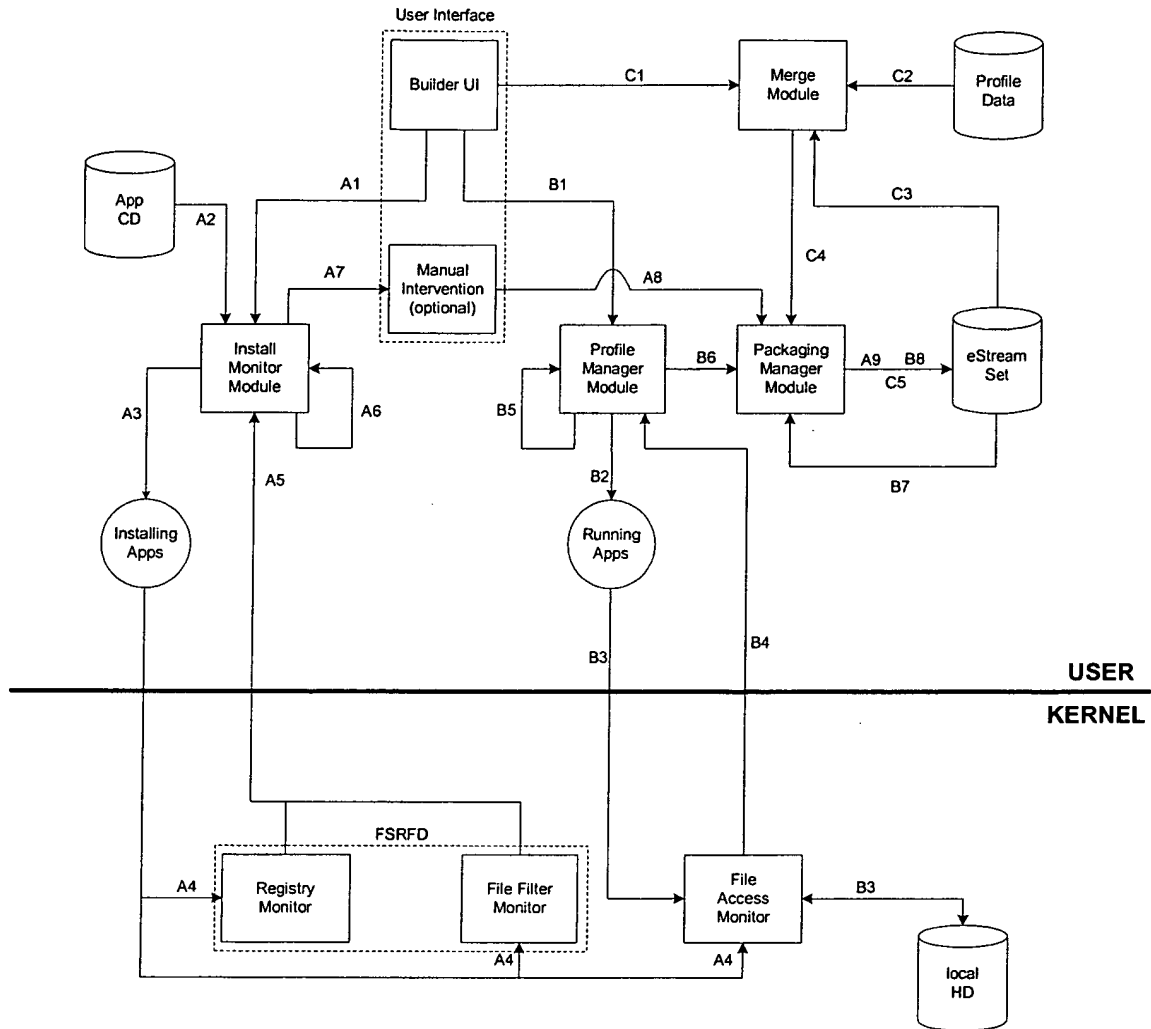 User Interface
Builder UI
C1
Merge
Module
C2
Profile
Data
App
CD
A2
A1
B1
C3
C4
A7
Manual
Intervention
(optional)
A8
Install
Monitor
Module
Profile
Manager
Module
B6
Packaging
Manager
Module
A9
B8
C5
eStream
Set
A3
A6
B5
A5
B2
B7
Installing
Apps
Running
Apps
B3
B4
USER
KERNEL
FSRFD
A4
Registry
Monitor
File Filter
Monitor
File
Access
Monitor
B3
A4
A4
local
HD